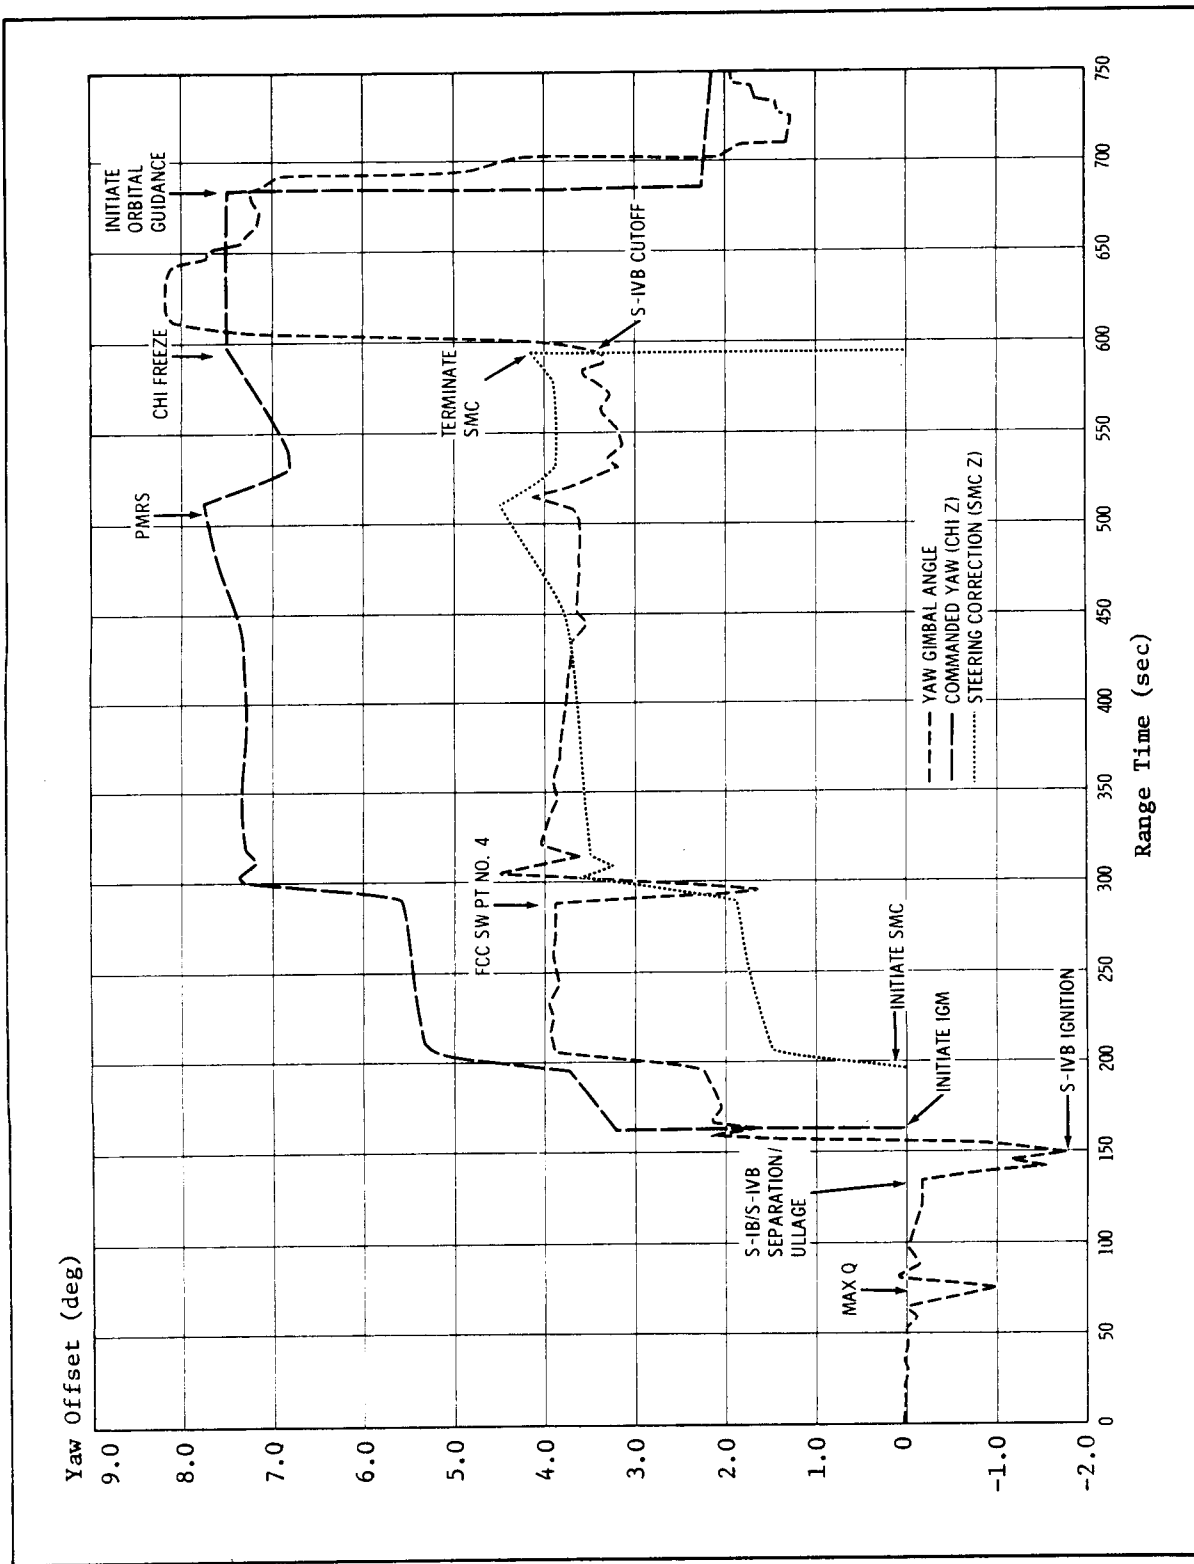 Yaw Offset (deg)
9.0
8.0
7.0
6.0
5.0
4.0
3.0
2.0
1.0
0
-1.0
-2.0
INITIATE
ORBITAL
GUIDANCE
CHI FREEZE
PMRS
TERMINATE
SMC
S-IVB CUTOFF
FCC SW PT NO. 4
INITIATE SMC
INITIATE IGM
S-IVB IGNITION
S-IB/S-IVB
SEPARATION/
ULLAGE
MAX Q
YAW GIMBAL ANGLE
COMMANDED YAW (CHI Z)
STEERING CORRECTION (SMC Z)
0
50
100
150
200
250
300
350
400
450
500
550
600
650
700
750
Range Time (sec)